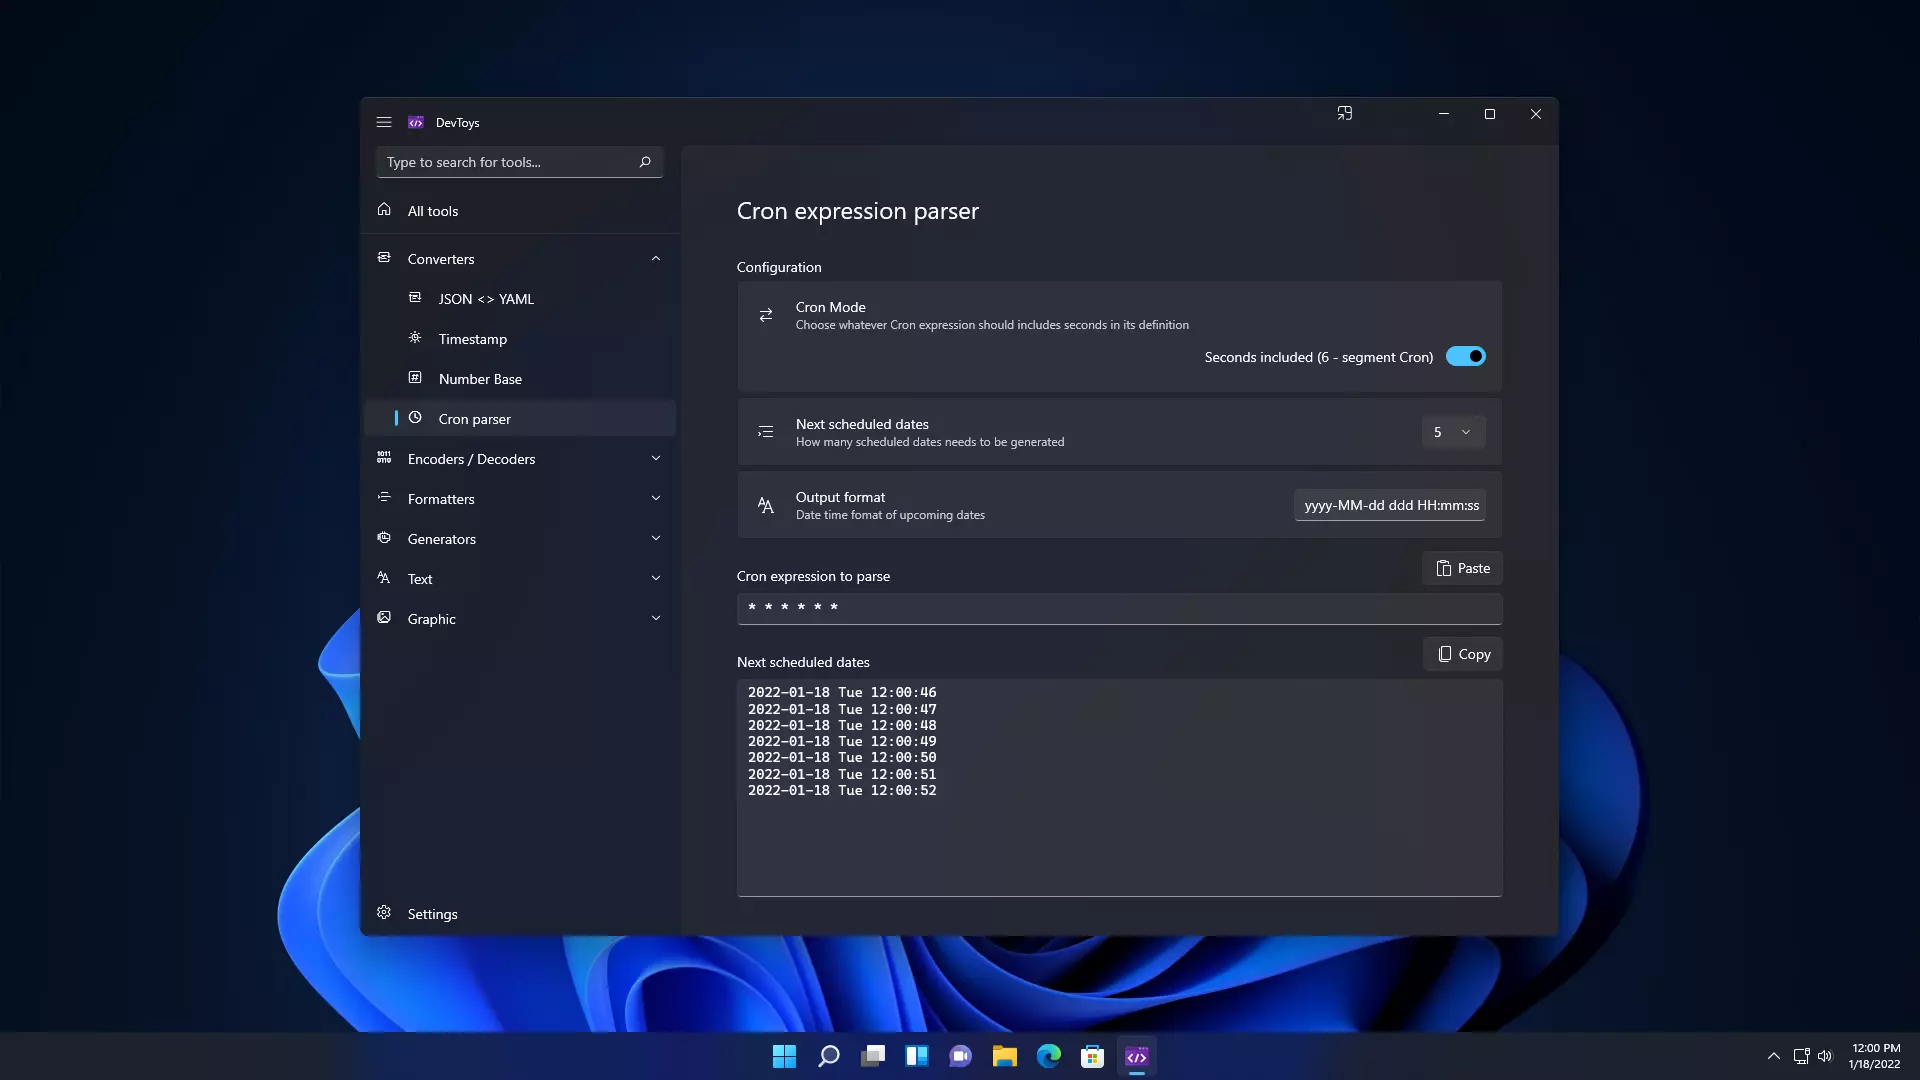 DevToys
Type to search for tools...
All tools
Converters
JSON <> YAML
Timestamp
Number Base
Cron parser
Encoders / Decoders
Formatters
Generators
Text
Graphic
Settings
Cron expression parser
Configuration
Cron Mode
Choose whatever Cron expression should includes seconds in its definition
Seconds included (6 - segment Cron)
Next scheduled dates
How many scheduled dates needs to be generated
5
Output format
Date time fomat of upcoming dates
yyyy-MM-dd ddd HH:mm:ss
Cron expression to parse
Paste
* * * * * *
Next scheduled dates
Copy
2022-01-18 Tue 12:00:46
2022-01-18 Tue 12:00:47
2022-01-18 Tue 12:00:48
2022-01-18 Tue 12:00:49
2022-01-18 Tue 12:00:50
2022-01-18 Tue 12:00:51
2022-01-18 Tue 12:00:52
12:00 PM
1/18/2022